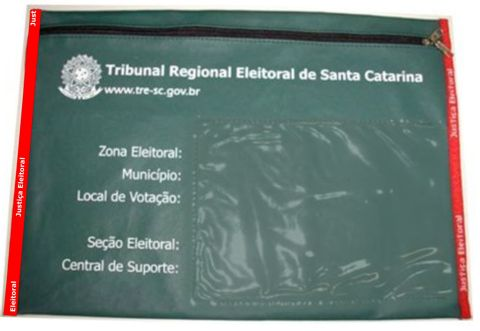 Tribunal Regional Eleitoral de Santa Catarina
www.tre-sc.gov.br
Zona Eleitoral:
Município:
Local de Votação:
Seção Eleitoral:
Central de Suporte:
Just
Justiça Eleitoral
Eleitoral
Justiça Eleitoral
Justiça Eleitoral